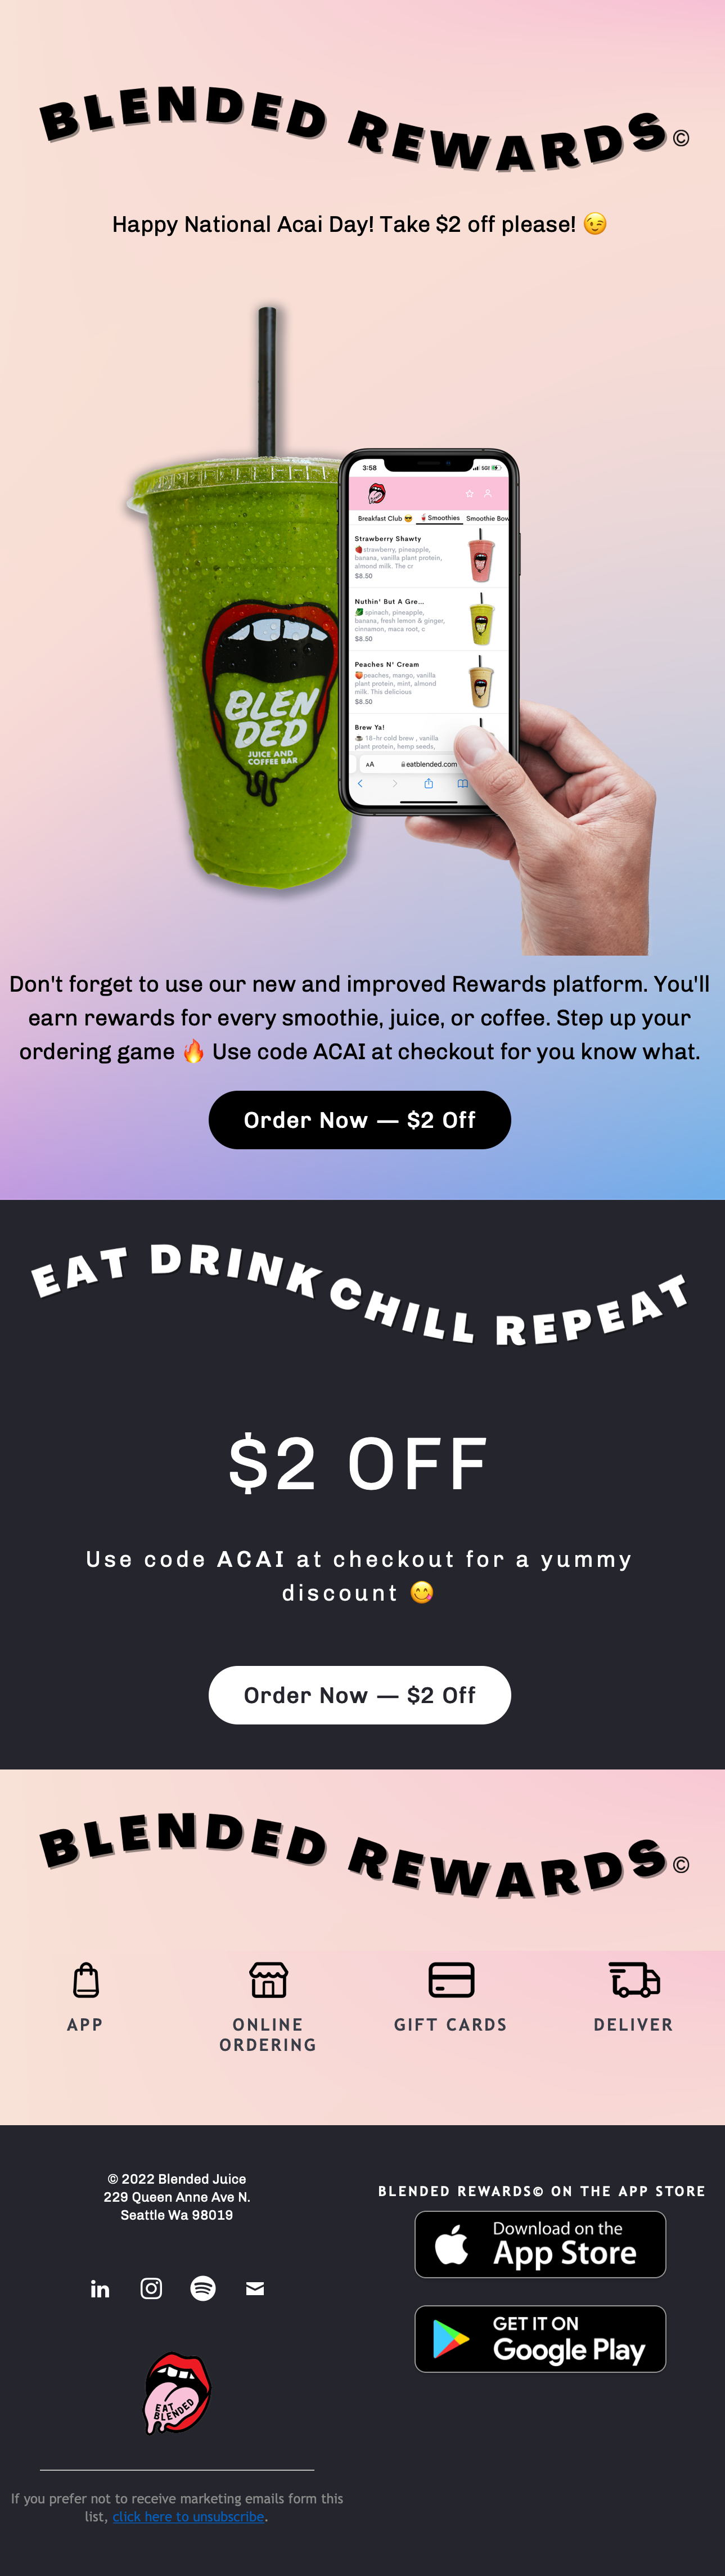 BLENDED REWARDS©
Happy National Acai Day! Take $2 off please! 😉
BLEN
DED
JUICE AND
COFFEE BAR
3:58
5GE
Breakfast Club 😎 🍹Smoothies Smoothie Bow
Strawberry Shawty
🍓strawberry, pineapple,
banana, vanilla plant protein,
almond milk. The cr
$8.50
Nuthin' But A Gre...
🥬 spinach, pineapple,
banana, fresh lemon & ginger,
cinnamon, maca root, c
$8.50
Peaches N' Cream
🍑peaches, mango, vanilla
plant protein, mint, almond
milk. This delicious
$8.50
Brew Ya!
☕ 18-hr cold brew , vanilla
plant protein, hemp seeds,
AA eatblended.com
Don't forget to use our new and improved Rewards platform. You'll
earn rewards for every smoothie, juice, or coffee. Step up your
ordering game 🔥 Use code ACAI at checkout for you know what.
Order Now — $2 Off
EAT DRINK CHILL REPEAT
$2 OFF
Use code ACAI at checkout for a yummy
discount 😋
Order Now — $2 Off
BLENDED REWARDS©
APP
ONLINE
ORDERING
GIFT CARDS
DELIVER
© 2022 Blended Juice
229 Queen Anne Ave N.
Seattle Wa 98019
in
EAT
BLENDED
If you prefer not to receive marketing emails form this
list, click here to unsubscribe.
BLENDED REWARDS© ON THE APP STORE
Download on the
App Store
GET IT ON
Google Play